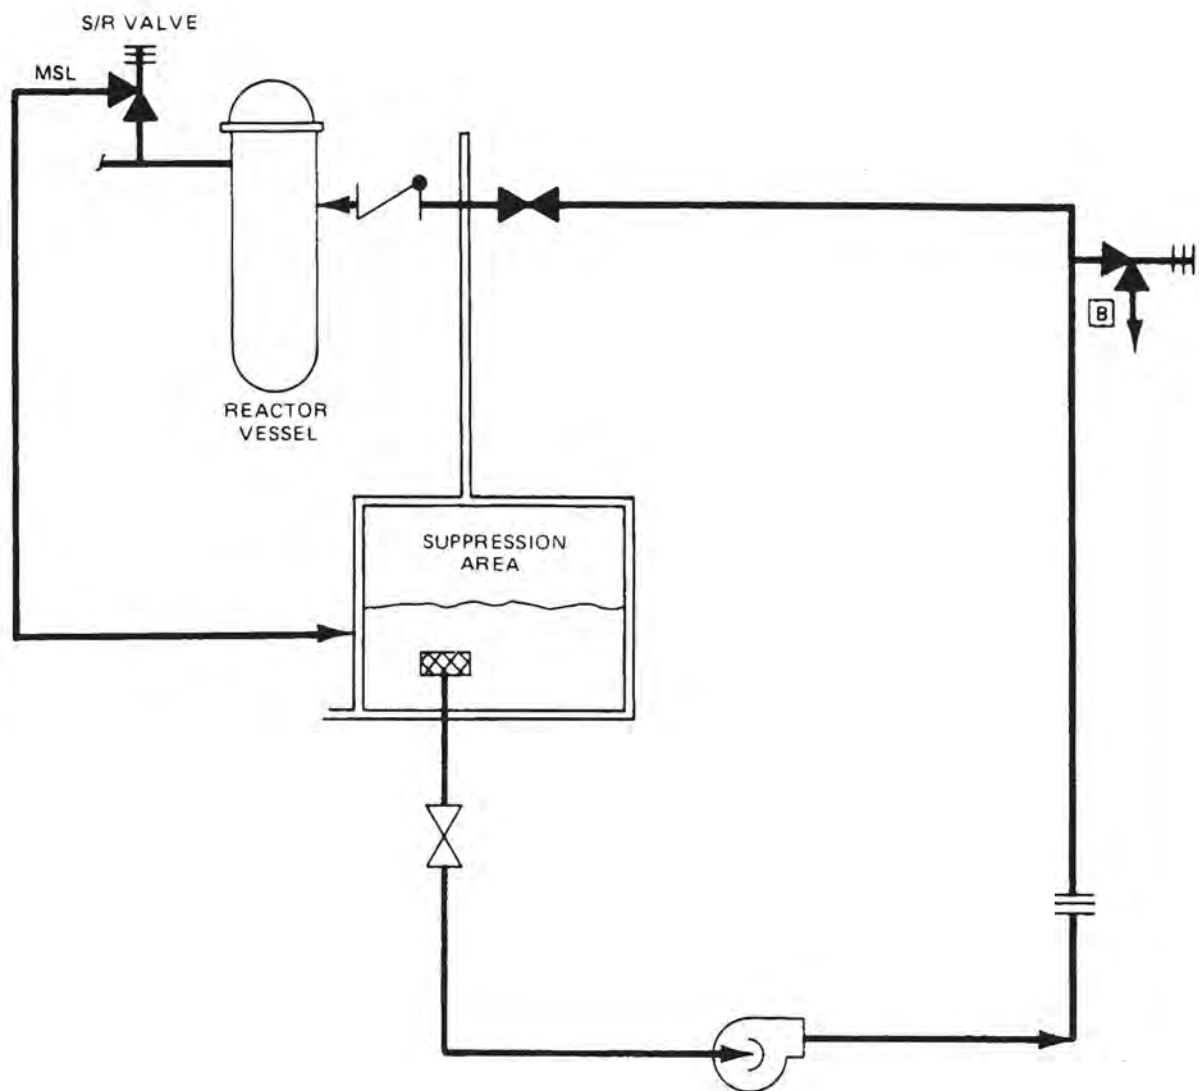 S/R VALVE
MSL
B
REACTOR
VESSEL
SUPPRESSION
AREA